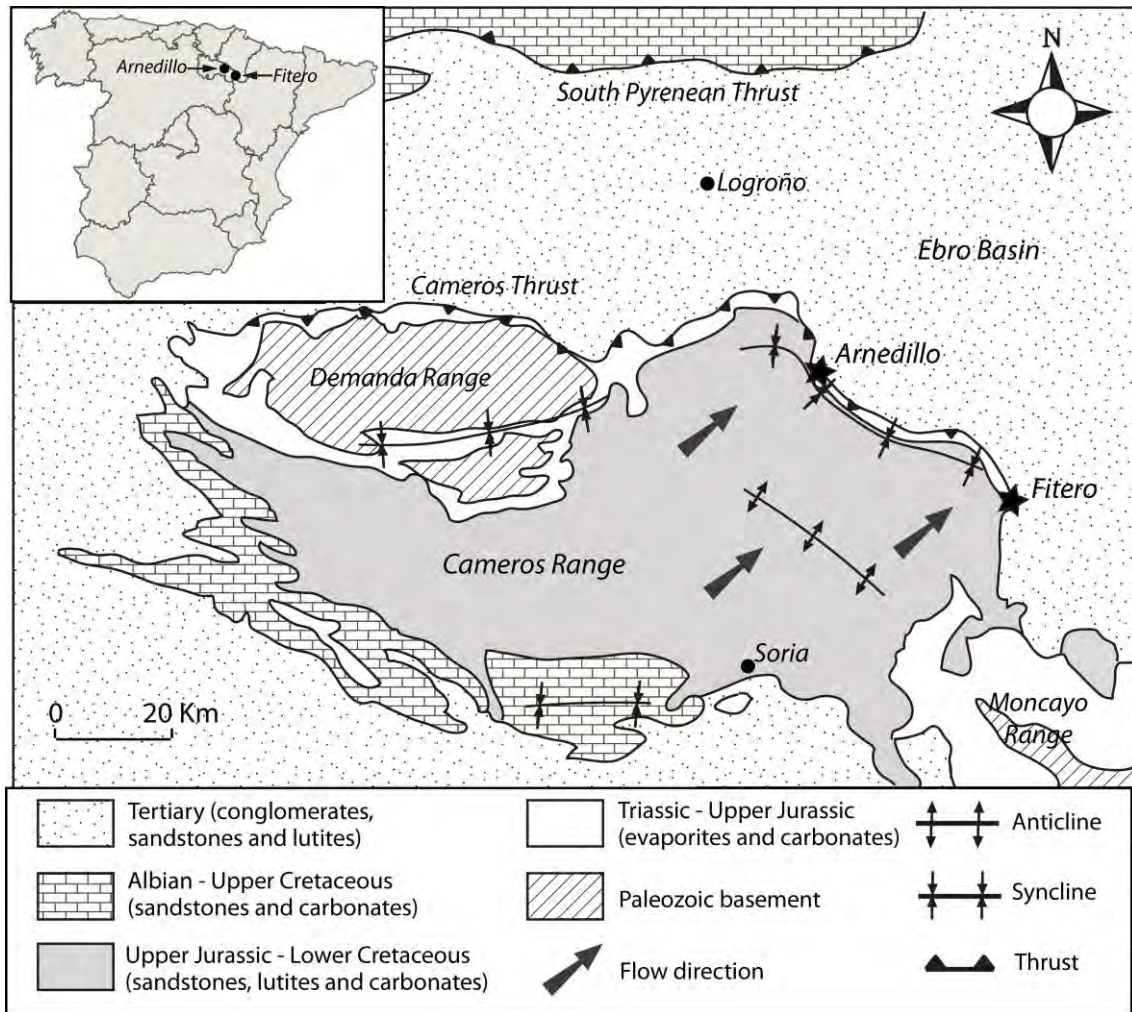 Arnedillo
Fitero
South Pyrenean Thrust
N
Logroño
Ebro Basin
Cameros Thrust
Arnedillo
Demanda Range
Fitero
Cameros Range
Soria
0 20 Km
Moncayo
Range
Tertiary (conglomerates,
sandstones and lutites)
Albian - Upper Cretaceous
(sandstones and carbonates)
Upper Jurassic - Lower Cretaceous
(sandstones, lutites and carbonates)
Triassic - Upper Jurassic
(evaporites and carbonates)
Paleozoic basement
Flow direction
Anticline
Syncline
Thrust